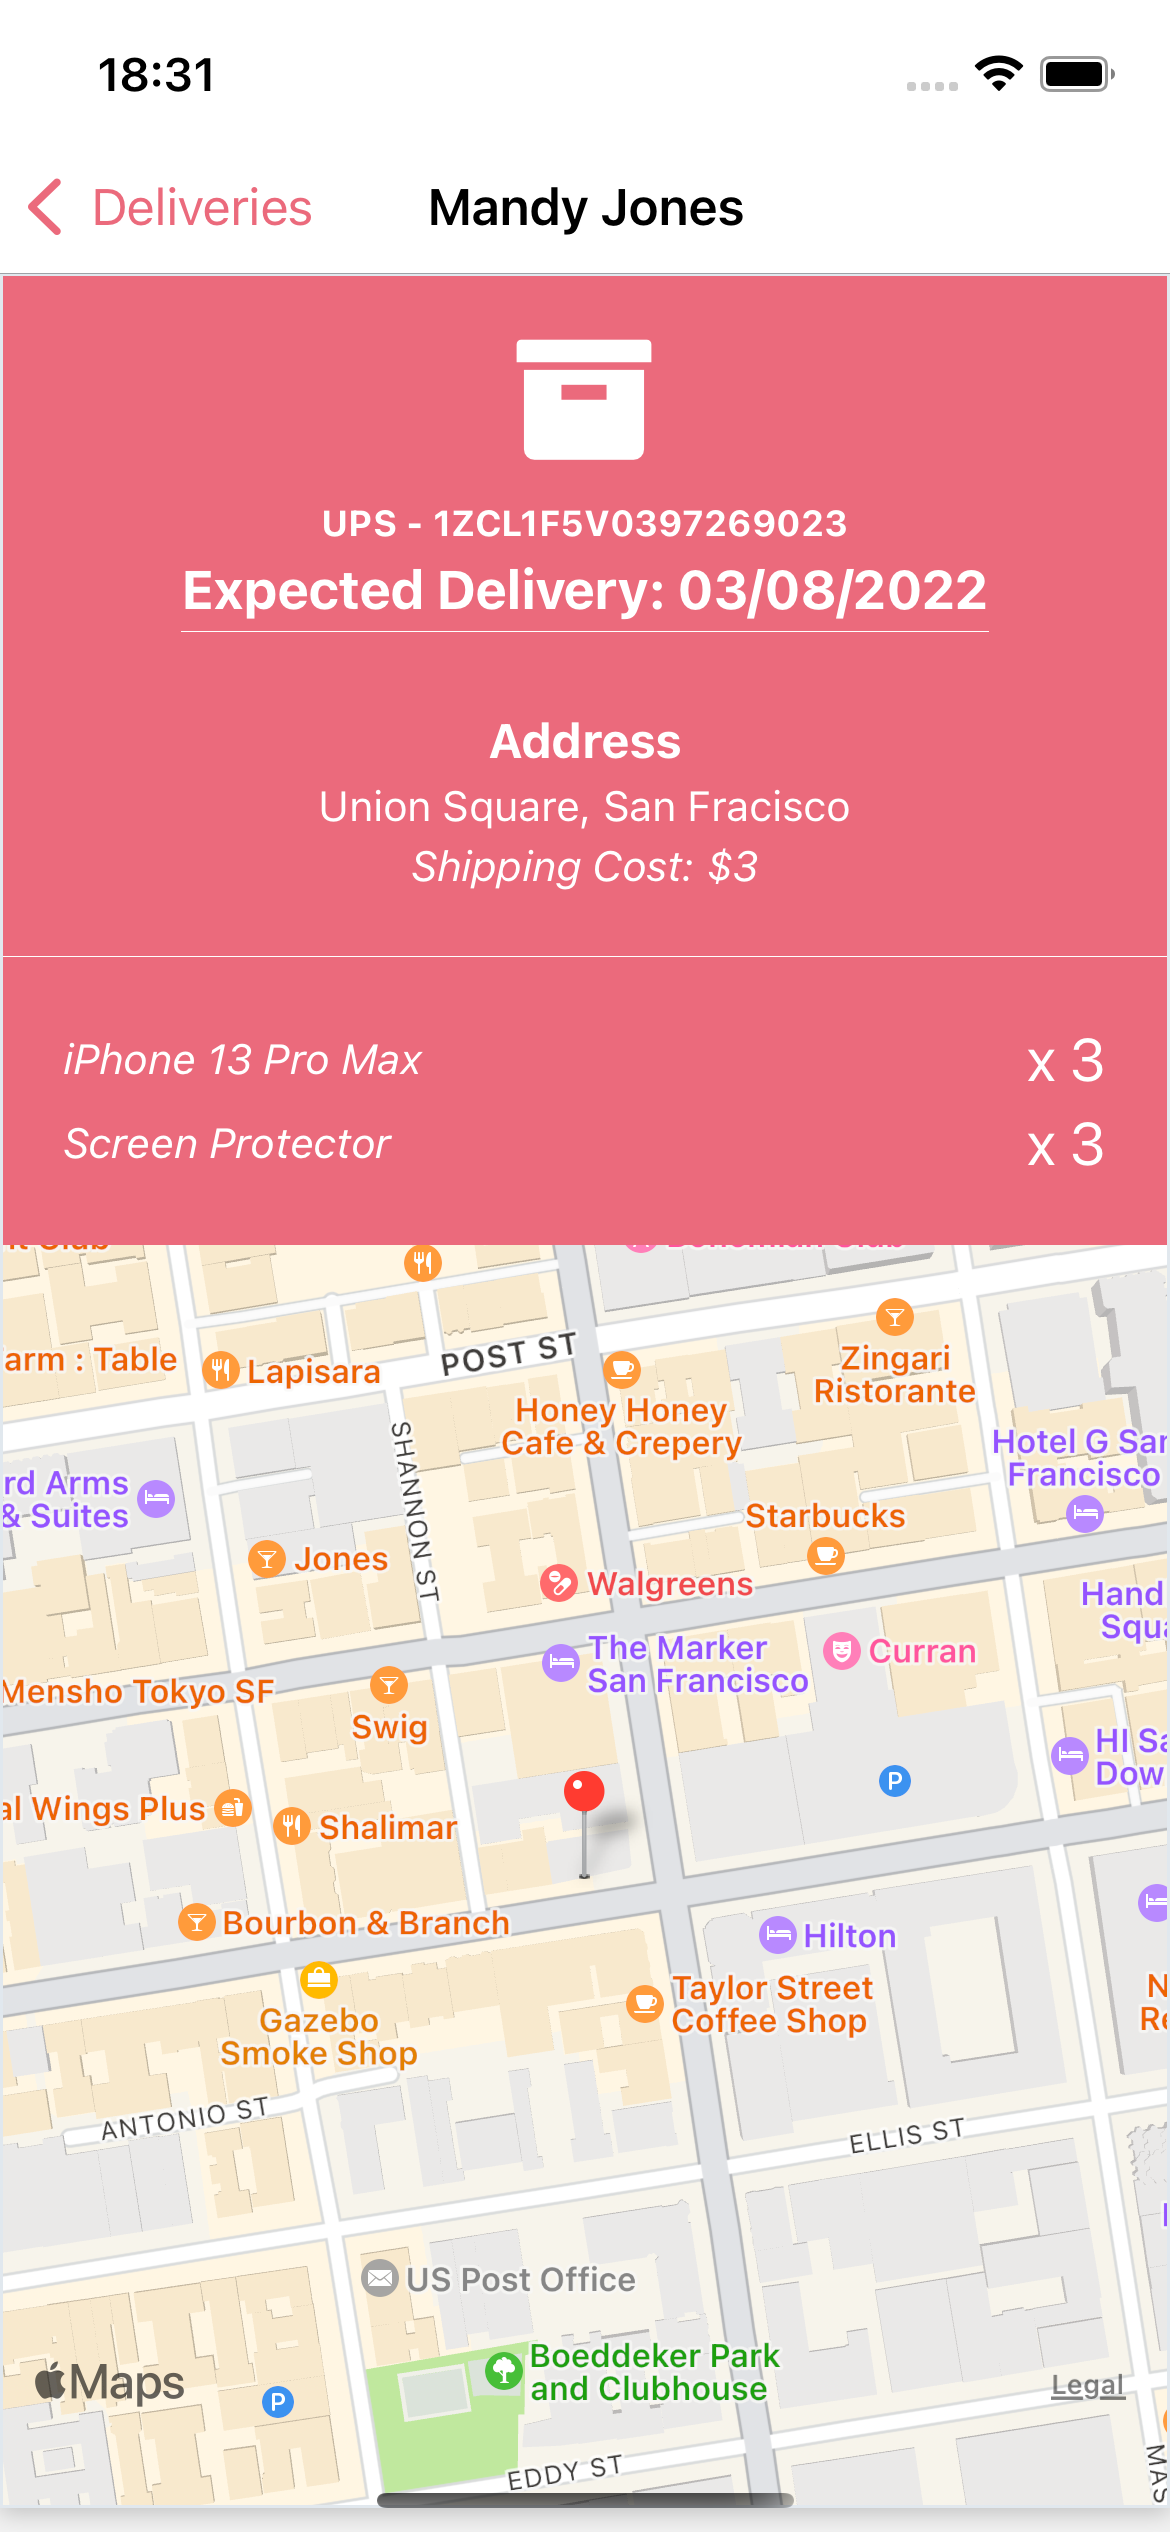 18:31
Deliveries
Mandy Jones
UPS - 1ZCL1F5V0397269023
Expected Delivery: 03/08/2022
Address
Union Square, San Fracisco
Shipping Cost: $3
iPhone 13 Pro Max x 3
Screen Protector x 3
POST ST
Zingari
Ristorante
arm : Table
Lapisara
Honey Honey
Cafe & Crepery
Hotel G San
Francisco
SHANNON ST
rd Arms
& Suites
Starbucks
Jones
Walgreens
Hand
Squa
The Marker
San Francisco
Curran
Mensho Tokyo SF
Swig
HI Sa
Dow
P
al Wings Plus
Shalimar
Bourbon & Branch
Hilton
Taylor Street
Coffee Shop
Gazebo
Smoke Shop
N
Re
ANTONIO ST
ELLIS ST
US Post Office
Boeddeker Park
and Clubhouse
Maps
P
Legal
EDDY ST
MAS